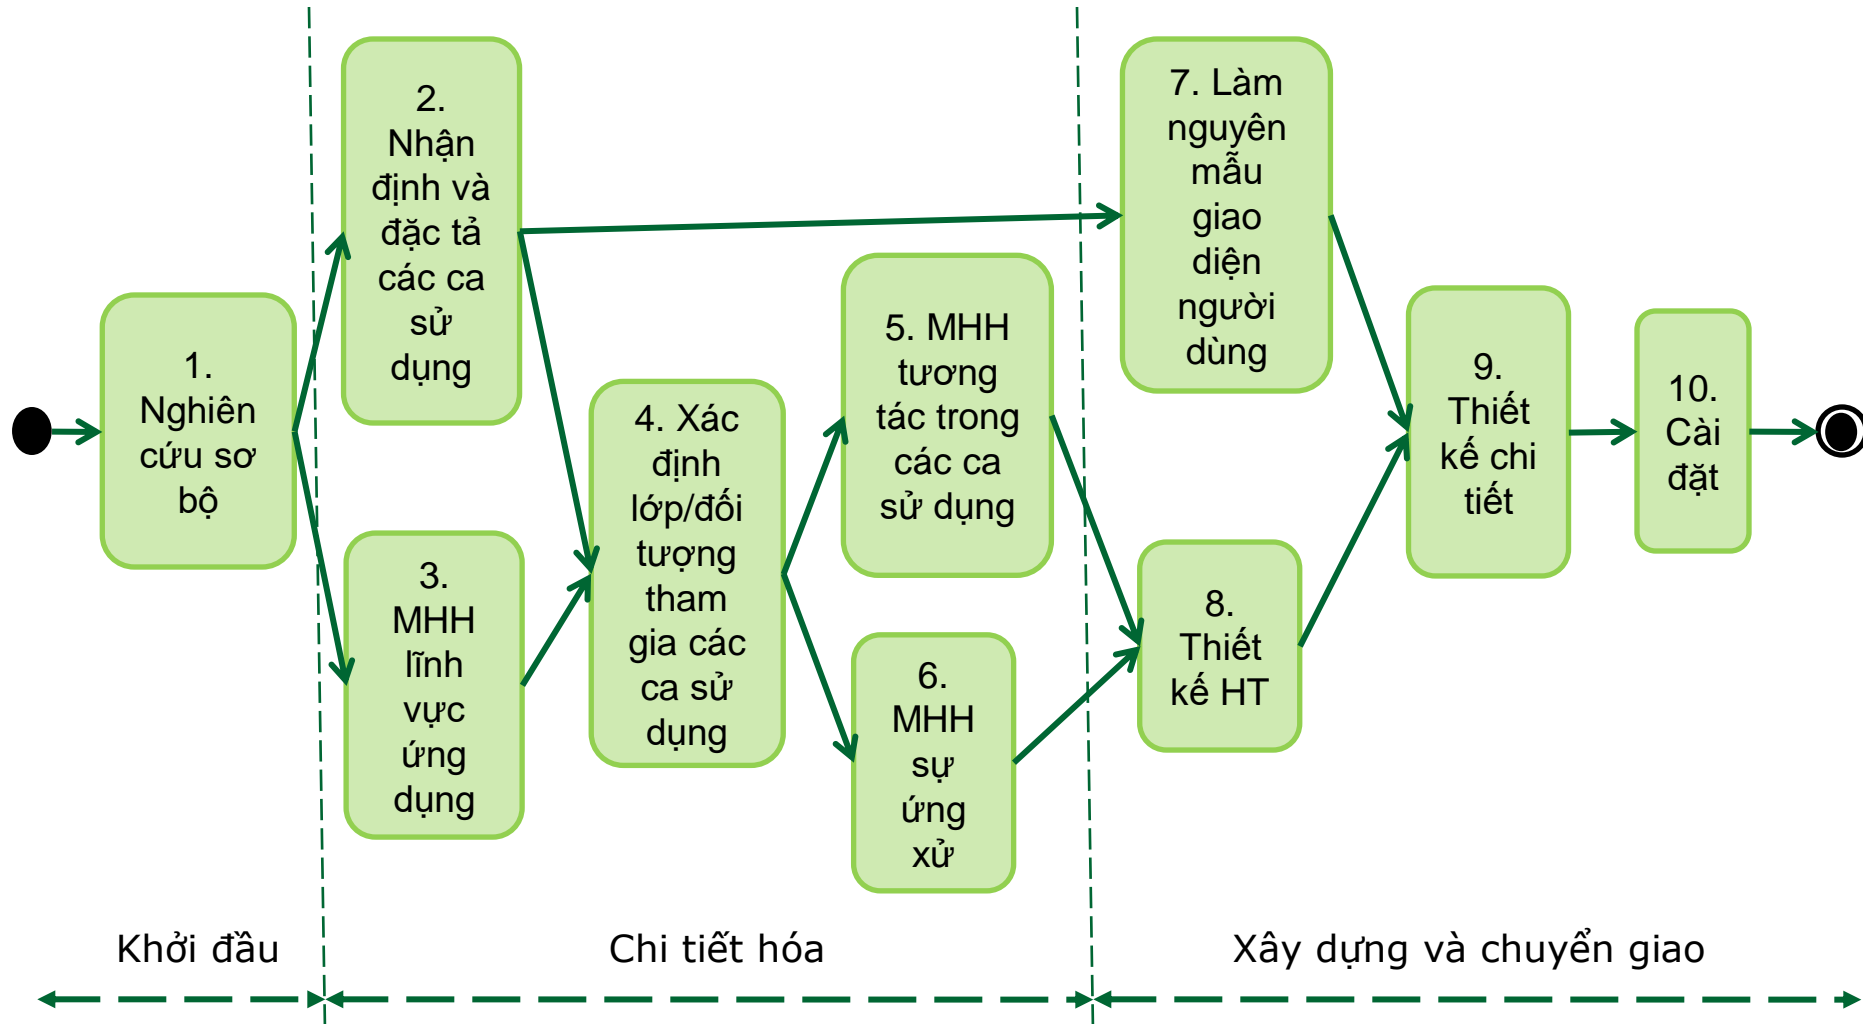 1.
Nghiên
cứu sơ
bộ
2.
Nhận
định và
đặc tả
các ca
sử
dụng
3.
MHH
lĩnh
vực
ứng
dụng
4. Xác
định
lớp/đối
tượng
tham
gia các
ca sử
dụng
5. MHH
tương
tác trong
các ca
sử dụng
6.
MHH
sự
ứng
xử
7. Làm
nguyên
mẫu
giao
diện
người
dùng
8.
Thiết
kế HT
9.
Thiết
kế chi
tiết
10.
Cài
đặt
Khởi đầu
Chi tiết hóa
Xây dựng và chuyển giao